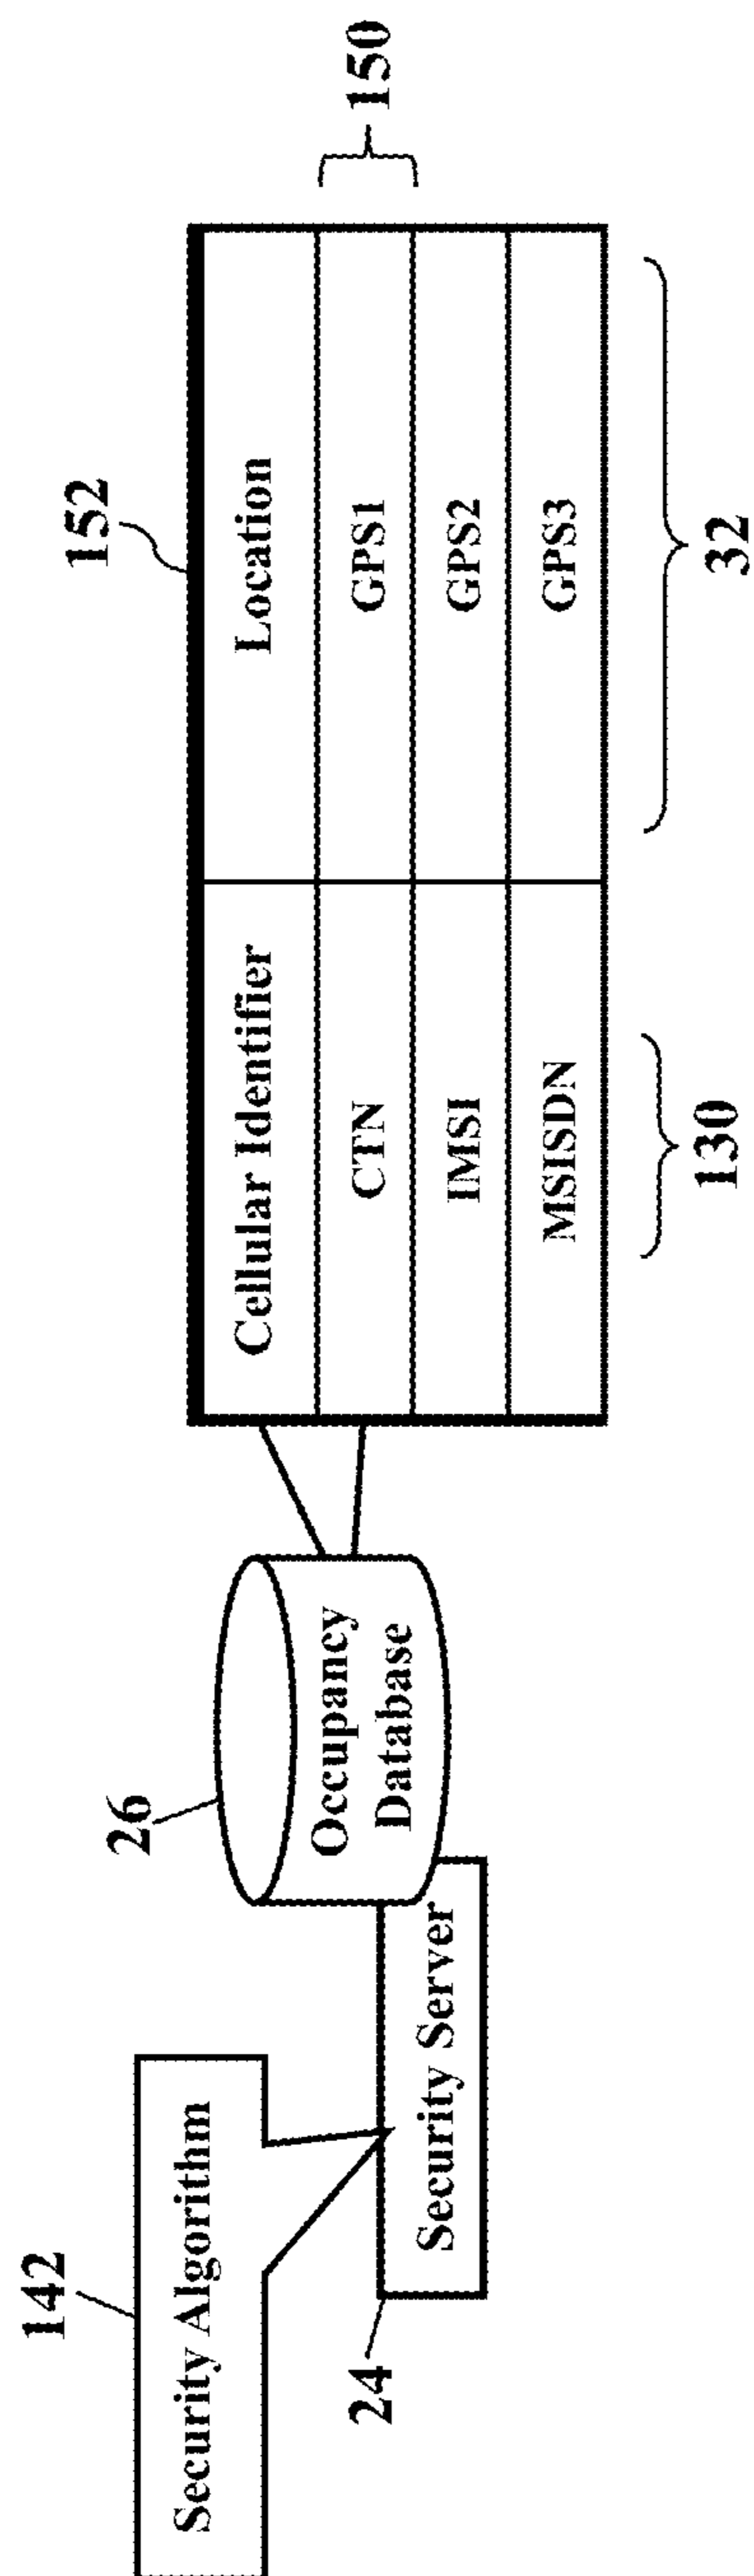 142
Security Algorithm
24
Security Server
26
Occupancy
Database
152
Cellular Identifier Location
CTN GPS1
IMSI GPS2
MSISDN GPS3
150
130
32